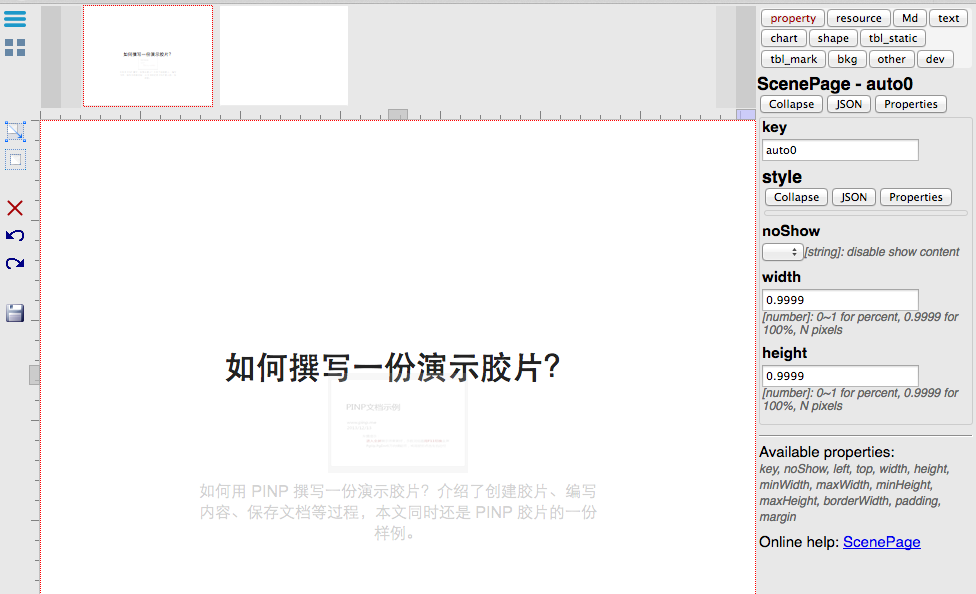 如何撰写一份演示胶片?
property resource Md text
chart shape tbl_static
tbl_mark bkg other dev
ScenePage - auto0
Collapse JSON Properties
key
auto0
style
Collapse JSON Properties
noShow
[string]: disable show content
width
0.9999
[number]: 0~1 for percent, 0.9999 for
100%, N pixels
height
0.9999
[number]: 0~1 for percent, 0.9999 for
100%, N pixels
Available properties:
key, noShow, left, top, width, height,
minWidth, maxWidth, minHeight,
maxHeight, borderWidth, padding,
margin
Online help: ScenePage
如何撰写一份演示胶片?
PINP文档示例
如何用 PINP 撰写一份演示胶片？介绍了创建胶片、编写
内容、保存文档等过程，本文同时还是 PINP 胶片的一份
样例。